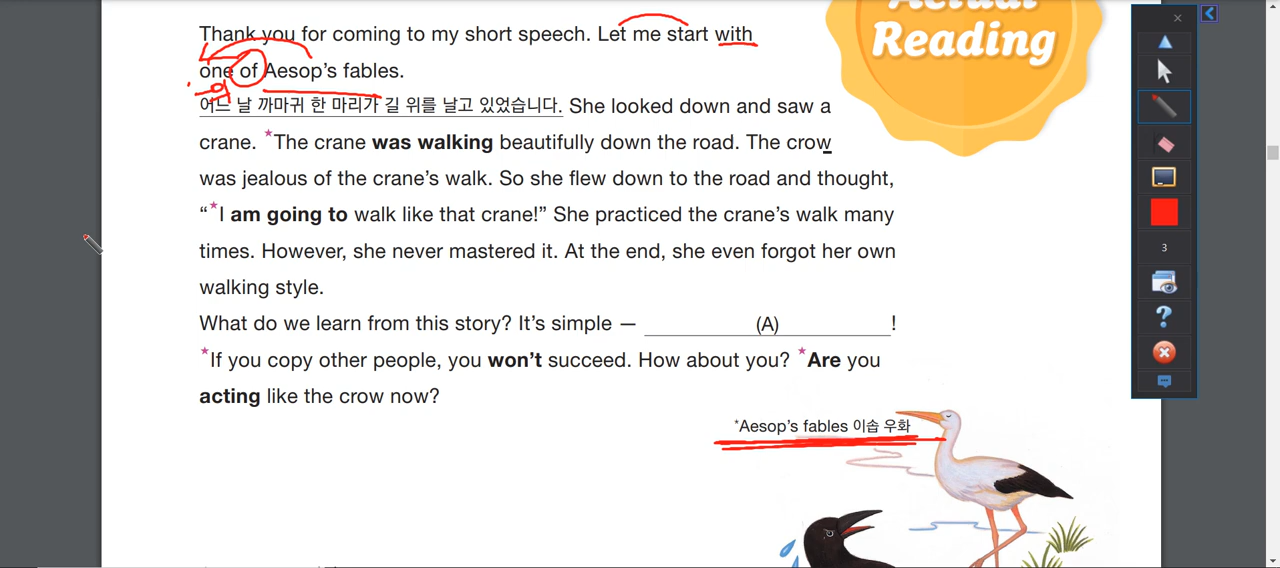 Actual
Reading
Thank you for coming to my short speech. Let me start with
one of Aesop's fables.
의
어느 날 까마귀 한 마리가 길 위를 날고 있었습니다. She looked down and saw a
crane. *The crane was walking beautifully down the road. The crow
was jealous of the crane's walk. So she flew down to the road and thought,
“*I am going to walk like that crane!” She practiced the crane's walk many
times. However, she never mastered it. At the end, she even forgot her own
walking style.
What do we learn from this story? It's simple — (A) !
*If you copy other people, you won't succeed. How about you? *Are you
acting like the crow now?
*Aesop's fables 이솝 우화
3